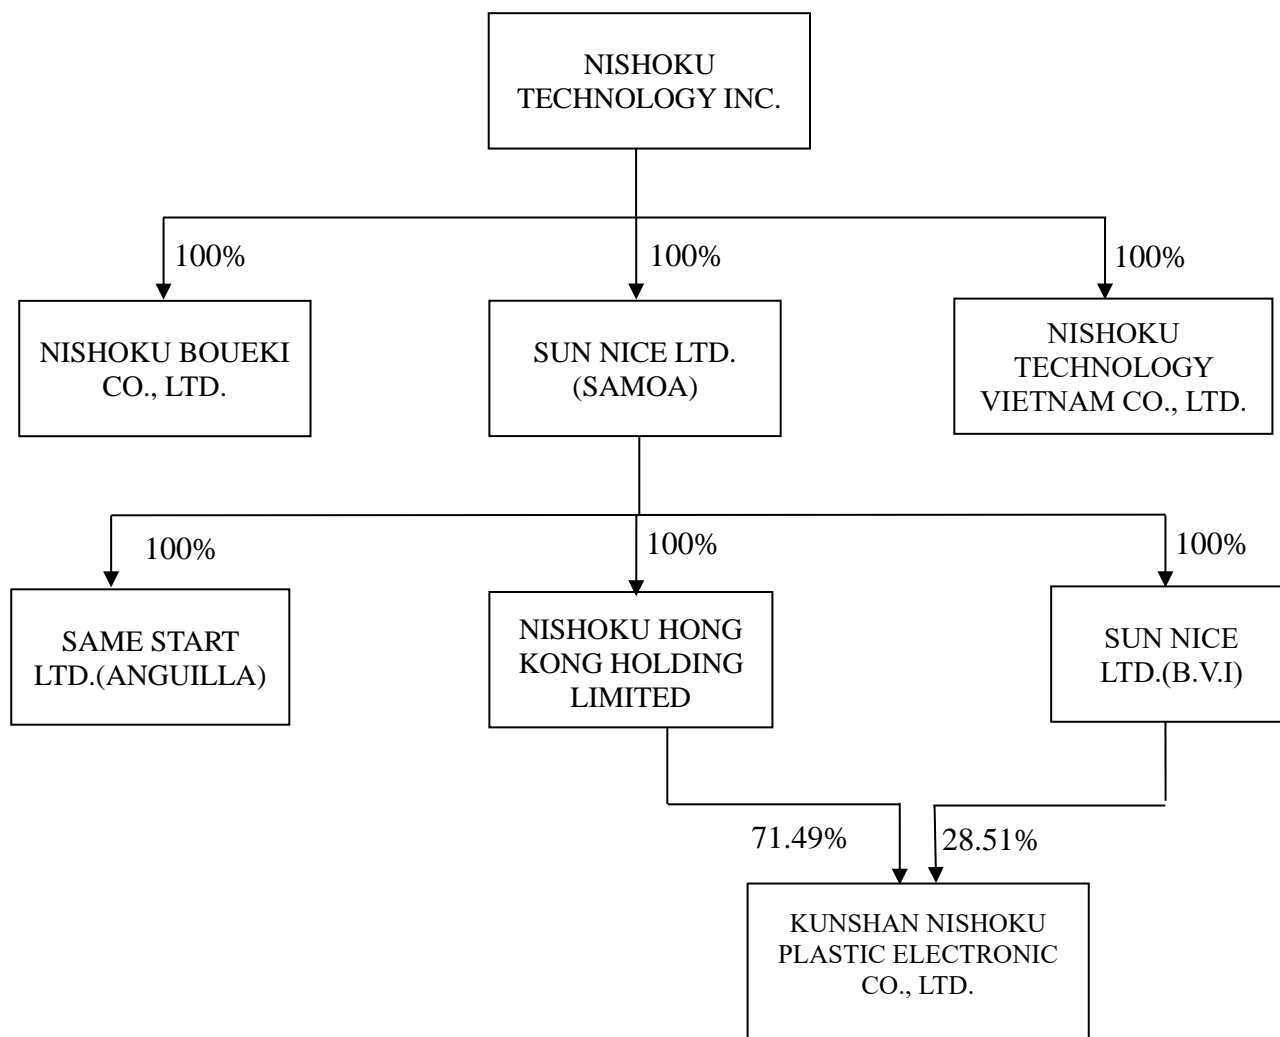 NISHOKU
TECHNOLOGY INC.
100%
100%
100%
NISHOKU BOUEKI
CO., LTD.
SUN NICE LTD.
(SAMOA)
NISHOKU
TECHNOLOGY
VIETNAM CO., LTD.
100%
100%
100%
SAME START
LTD.(ANGUILLA)
NISHOKU HONG
KONG HOLDING
LIMITED
SUN NICE
LTD.(B.V.I)
71.49%
28.51%
KUNSHAN NISHOKU
PLASTIC ELECTRONIC
CO., LTD.